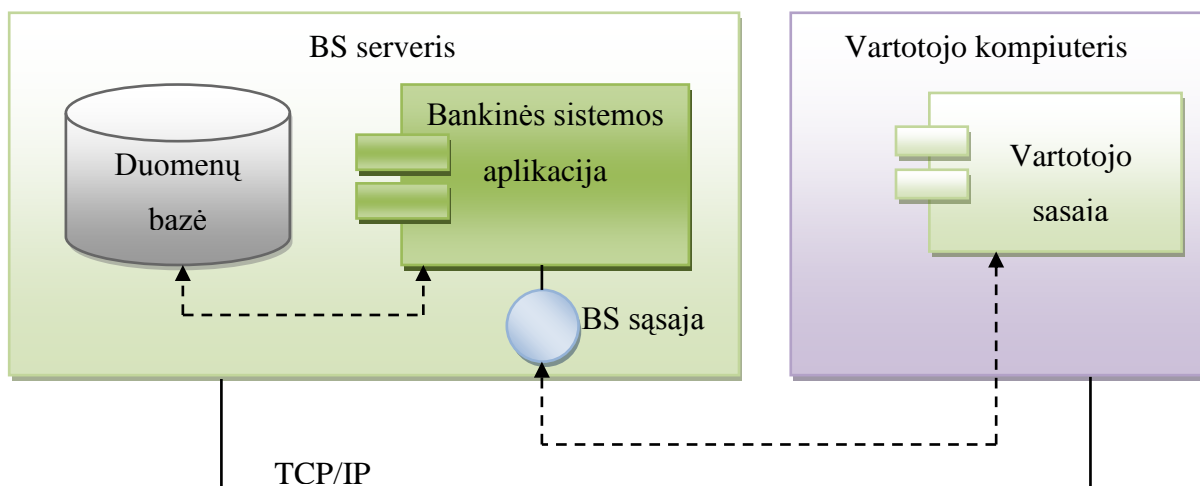 BS serveris
Duomenų
bazė
Bankinės sistemos
aplikacija
BS sąsaja
TCP/IP
Vartotojo kompiuteris
Vartotojo
sasaia